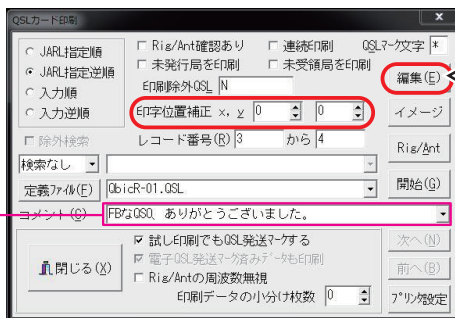 QSLカード印刷
JARL指定順
JARL指定逆順
入力順
入力逆順
Rig/Ant確認あり
連続印刷
QSLマーク文字 *
未発行局を印刷
未受領局を印刷
印刷除外QSL N
編集(E)
印字位置補正 x, y 0 0
イメージ
除外検索
レコード番号(R) 3 から 4
Rig/Ant
検索なし
定義ファイル(F) QbicR-01.QSL
開始(G)
コメント(C) FBなQSO, ありがとうございました。
試し印刷でもQSL発送マークする
次へ(N)
電子QSL発送マーク済みデータも印刷
閉じる(X)
前へ(B)
Rig/Antの周波数無視
印刷データの小分け枚数 0
プリンタ設定